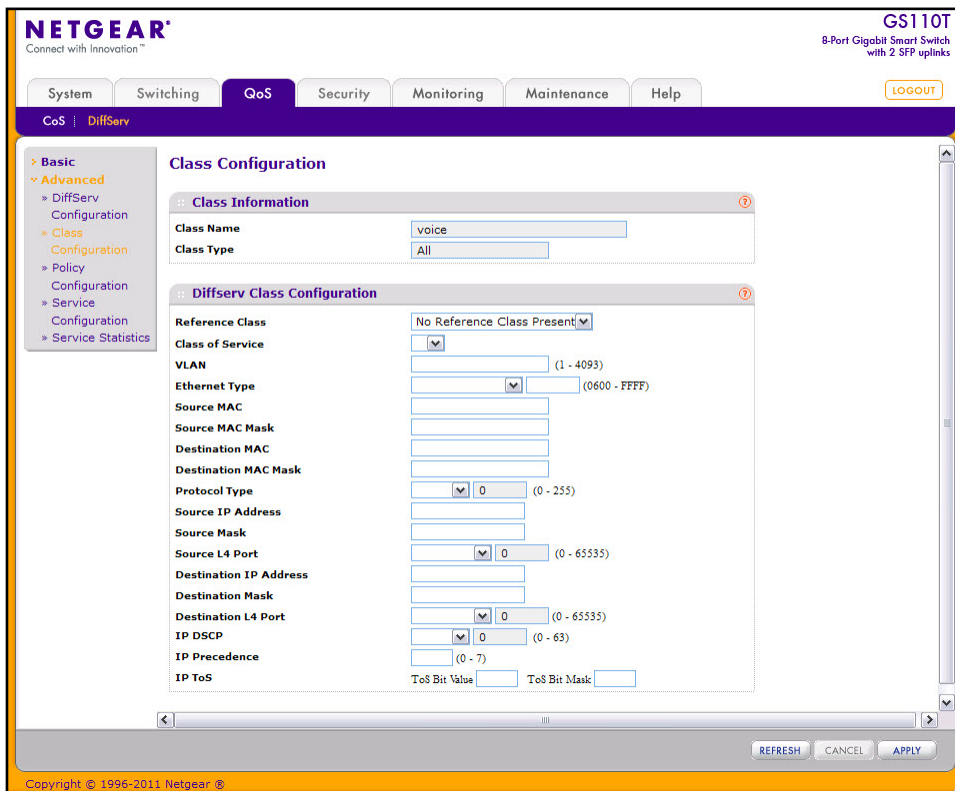 NETGEAR®
Connect with Innovation™
GS110T
8-Port Gigabit Smart Switch
with 2 SFP uplinks
System Switching QoS Security Monitoring Maintenance Help LOGOUT
CoS | DiffServ
Basic
Advanced
» DiffServ
Configuration
» Class
Configuration
» Policy
Configuration
» Service
Configuration
» Service Statistics
Class Configuration
:: Class Information ?
Class Name voice
Class Type All
:: Diffserv Class Configuration ?
Reference Class No Reference Class Present
Class of Service
VLAN (1 - 4093)
Ethernet Type (0600 - FFFF)
Source MAC
Source MAC Mask
Destination MAC
Destination MAC Mask
Protocol Type 0 (0 - 255)
Source IP Address
Source Mask
Source L4 Port 0 (0 - 65535)
Destination IP Address
Destination Mask
Destination L4 Port 0 (0 - 65535)
IP DSCP 0 (0 - 63)
IP Precedence (0 - 7)
IP ToS ToS Bit Value ToS Bit Mask
REFRESH CANCEL APPLY
Copyright © 1996-2011 Netgear ®